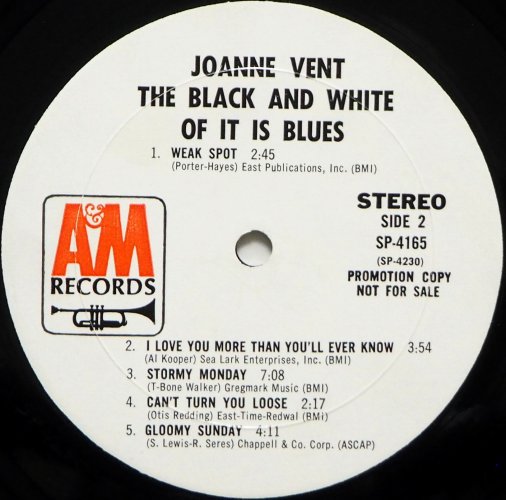 JOANNE VENT
THE BLACK AND WHITE
OF IT IS BLUES
1. WEAK SPOT 2:45
(Porter-Hayes) East Publications, Inc. (BMI)
A&M
RECORDS
STEREO
SIDE 2
SP-4165
(SP-4230)
PROMOTION COPY
NOT FOR SALE
2. I LOVE YOU MORE THAN YOU'LL EVER KNOW 3:54
(Al Kooper) Sea Lark Enterprises, Inc. (BMI)
3. STORMY MONDAY 7:08
(T-Bone Walker) Gregmark Music (BMI)
4. CAN'T TURN YOU LOOSE 2:17
(Otis Redding) East-Time-Redwal (BMI)
5. GLOOMY SUNDAY 4:11
(S. Lewis-R. Seres) Chappell & Co. Corp. (ASCAP)